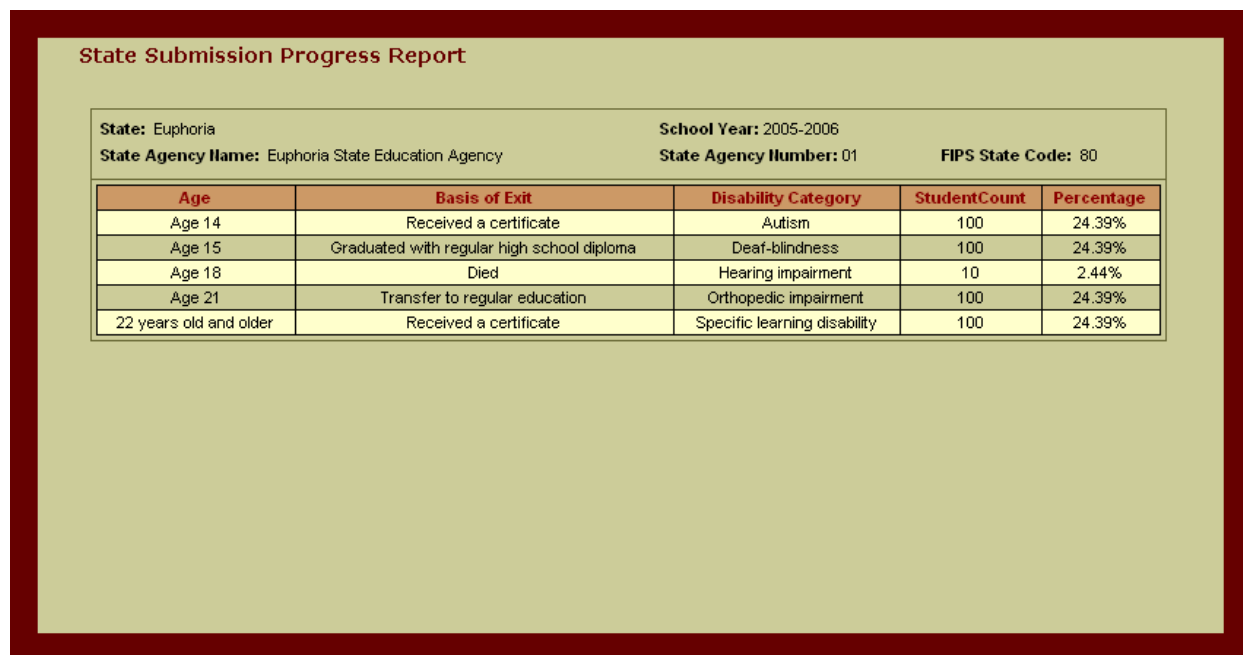 State Submission Progress Report
State: Euphoria School Year: 2005-2006
State Agency Name: Euphoria State Education Agency State Agency Number: 01 FIPS State Code: 80
Age Basis of Exit Disability Category StudentCount Percentage
Age 14 Received a certificate Autism 100 24.39%
Age 15 Graduated with regular high school diploma Deaf-blindness 100 24.39%
Age 18 Died Hearing impairment 10 2.44%
Age 21 Transfer to regular education Orthopedic impairment 100 24.39%
22 years old and older Received a certificate Specific learning disability 100 24.39%